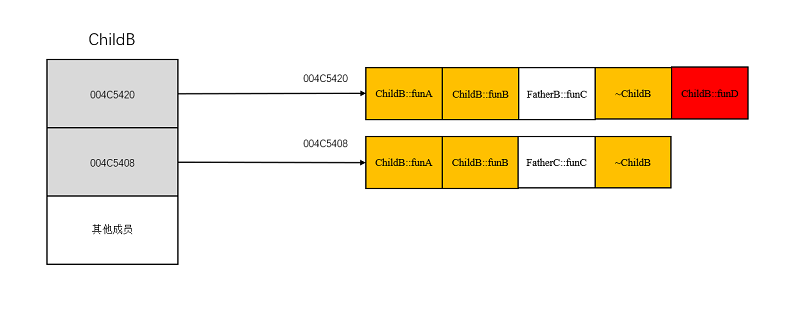 ChildB
004C5420
004C5420
ChildB::funA
ChildB::funB
FatherB::funC
~ChildB
ChildB::funD
004C5408
004C5408
ChildB::funA
ChildB::funB
FatherC::funC
~ChildB
其他成员